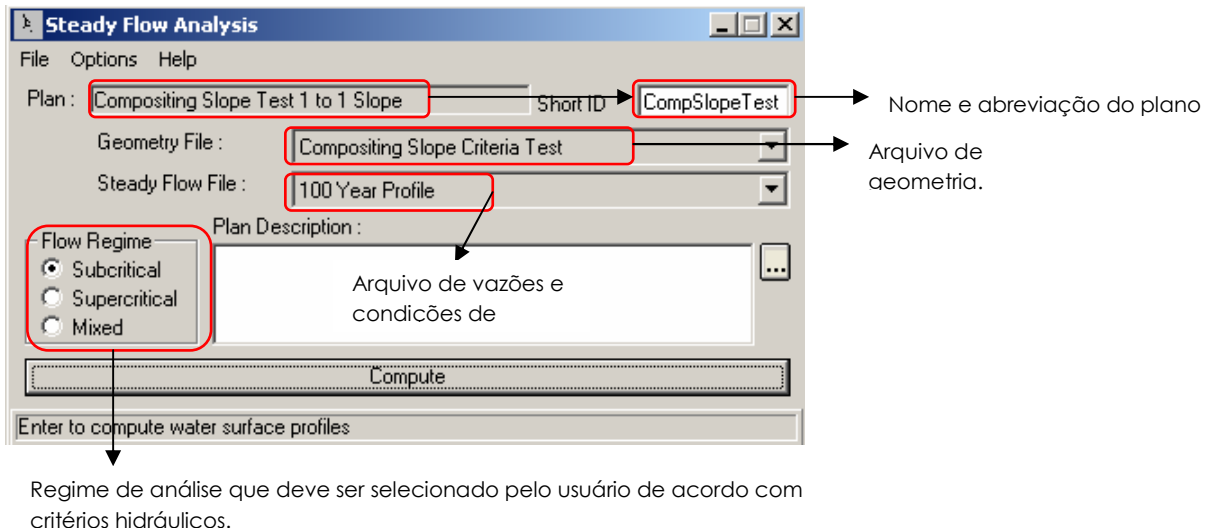 Steady Flow Analysis
File Options Help
Plan : Compositing Slope Test 1 to 1 Slope Short ID CompSlopeTest
Nome e abreviação do plano
Geometry File : Compositing Slope Criteria Test
Arquivo de
geometria.
Steady Flow File : 100 Year Profile
Flow Regime
Subcritical
Supercritical
Mixed
Plan Description :
...
Arquivo de vazões e
condicões de
Compute
Enter to compute water surface profiles
Regime de análise que deve ser selecionado pelo usuário de acordo com
critérios hidráulicos.